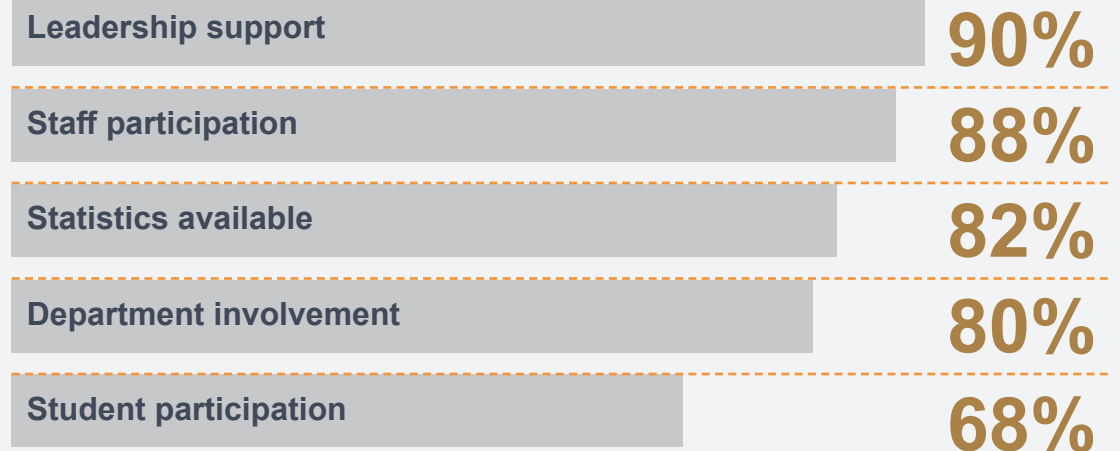 Leadership support 90%
Staff participation 88%
Statistics available 82%
Department involvement 80%
Student participation 68%